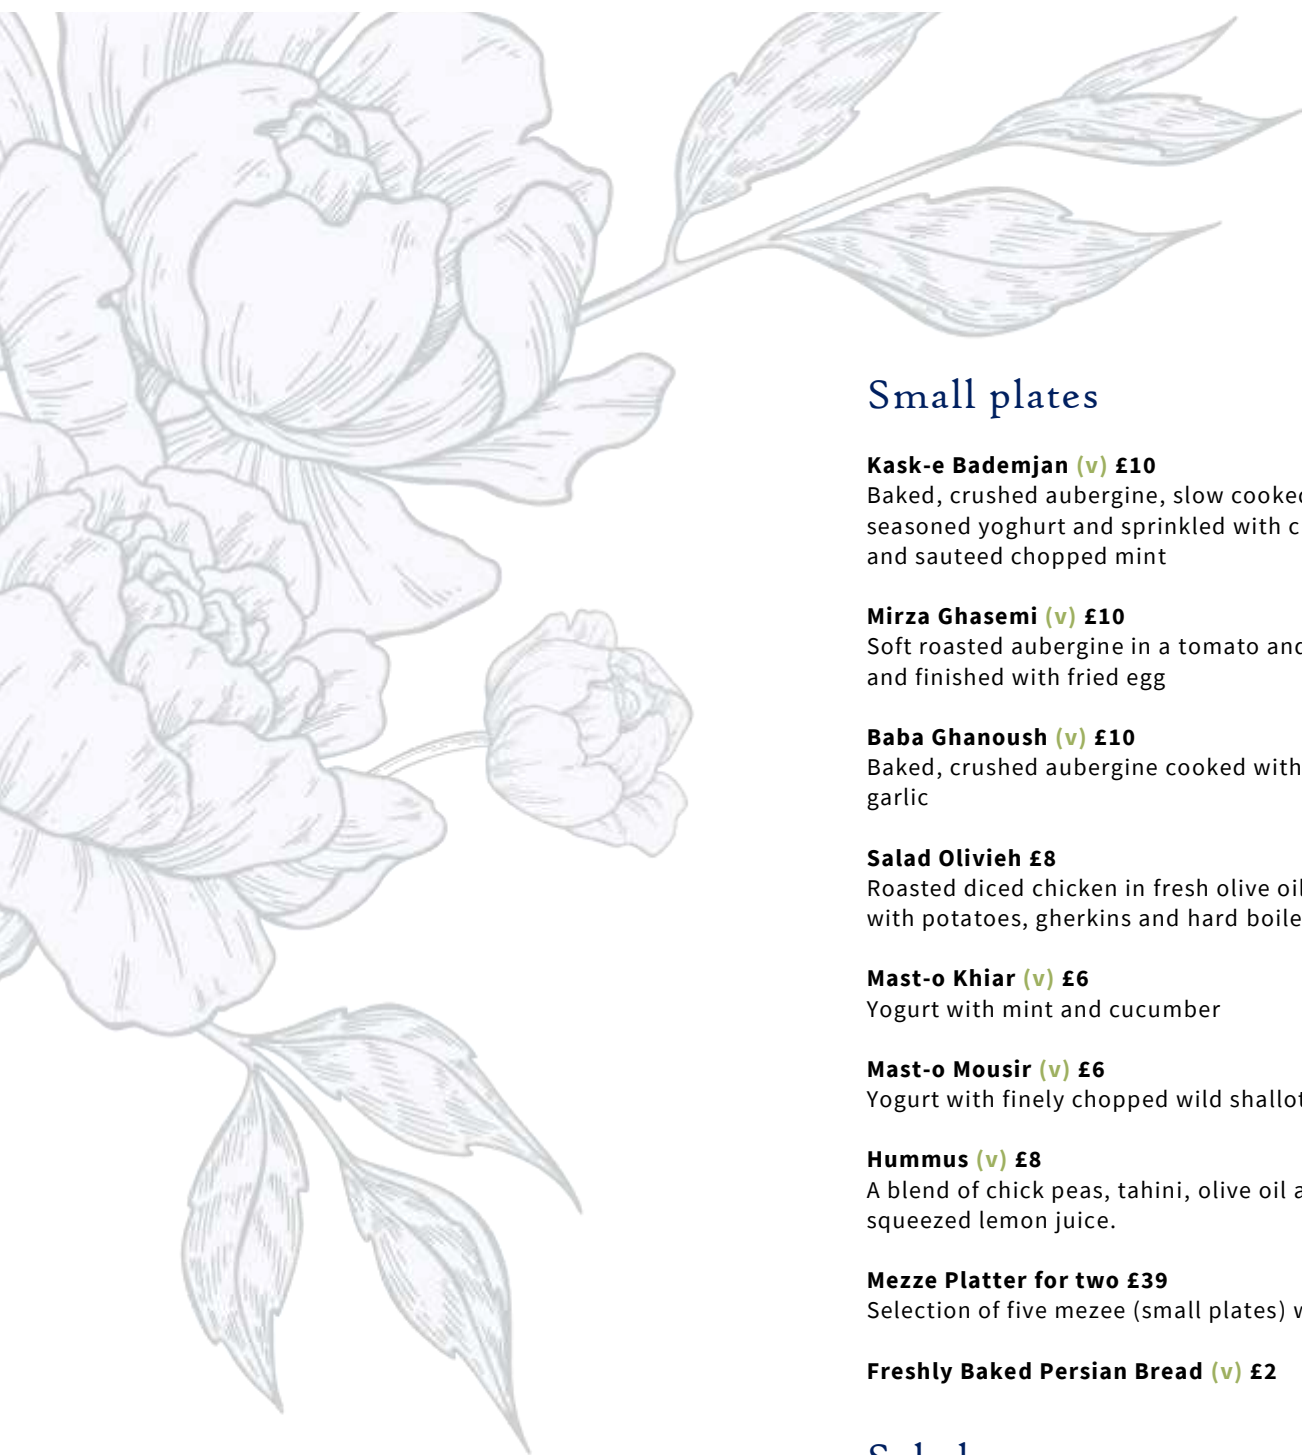 Small plates
Kask-e Bademjan (v) £10
Baked, crushed aubergine, slow cooked
seasoned yoghurt and sprinkled with
and sauteed chopped mint
Mirza Ghasemi (v) £10
Soft roasted aubergine in a tomato and
and finished with fried egg
Baba Ghanoush (v) £10
Baked, crushed aubergine cooked with
garlic
Salad Olivieh £8
Roasted diced chicken in fresh olive oil
with potatoes, gherkins and hard boile
Mast-o Khiar (v) £6
Yogurt with mint and cucumber
Mast-o Mousir (v) £6
Yogurt with finely chopped wild shallot
Hummus (v) £8
A blend of chick peas, tahini, olive oil
squeezed lemon juice.
Mezze Platter for two £39
Selection of five mezee (small plates)
Freshly Baked Persian Bread (v) £2